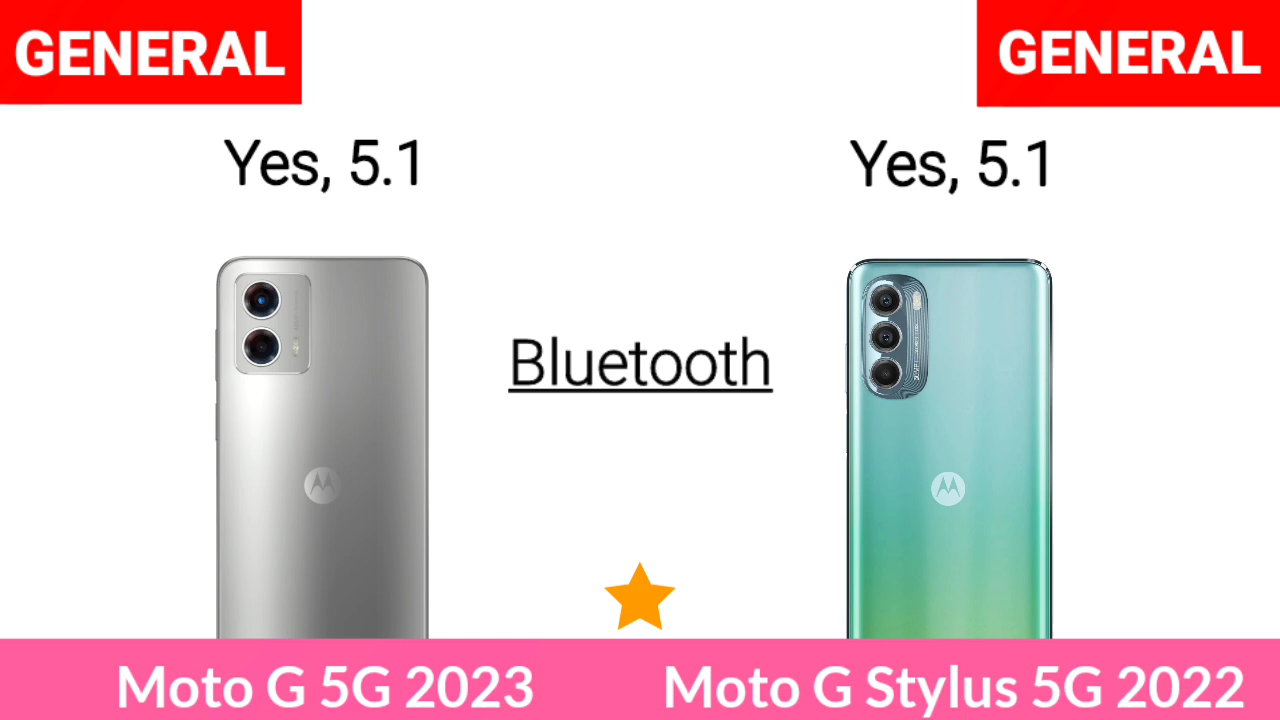 GENERAL
GENERAL
Yes, 5.1
Yes, 5.1
Bluetooth
Moto G 5G 2023
Moto G Stylus 5G 2022